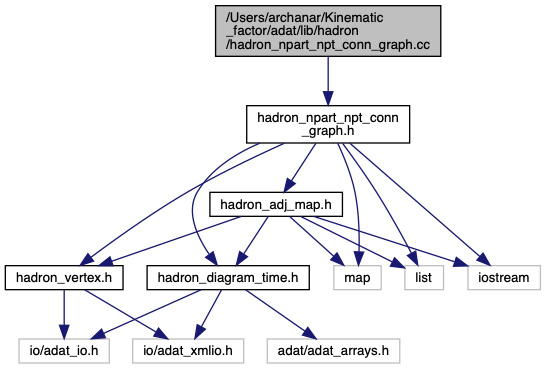 /Users/archanar/Kinematic
_factor/adat/lib/hadron
/hadron_npart_npt_conn_graph.cc
hadron_npart_npt_conn
_graph.h
hadron_adj_map.h
hadron_vertex.h
hadron_diagram_time.h
map
list
iostream
io/adat_io.h
io/adat_xmlio.h
adat/adat_arrays.h